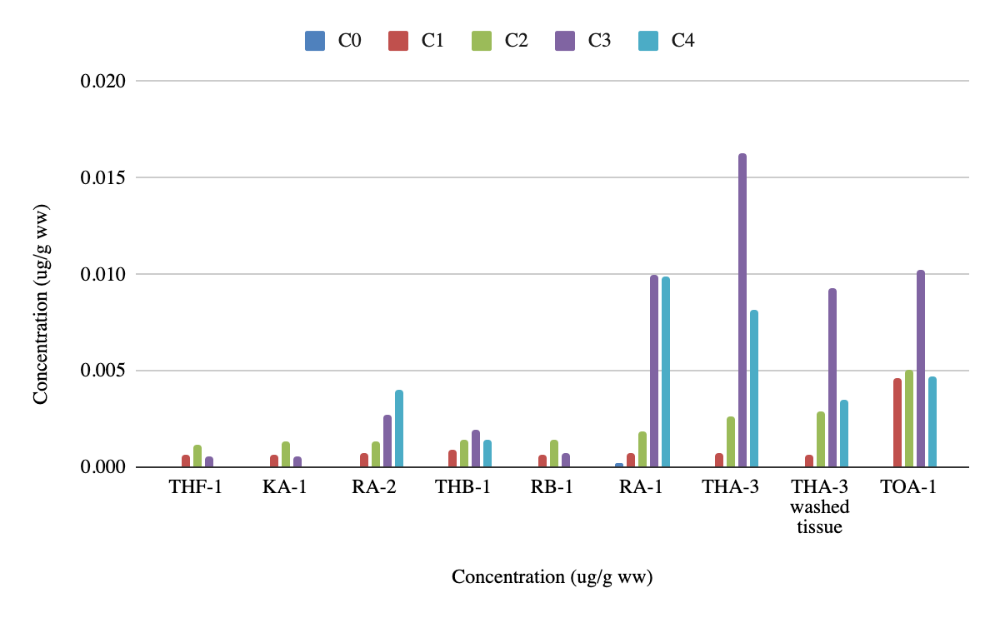 C0 C1 C2 C3 C4
0.020
0.015
0.010
0.005
0.000
Concentration (ug/g ww)
THF-1 KA-1 RA-2 THB-1 RB-1 RA-1 THA-3 THA-3 TOA-1
washed
tissue
Concentration (ug/g ww)